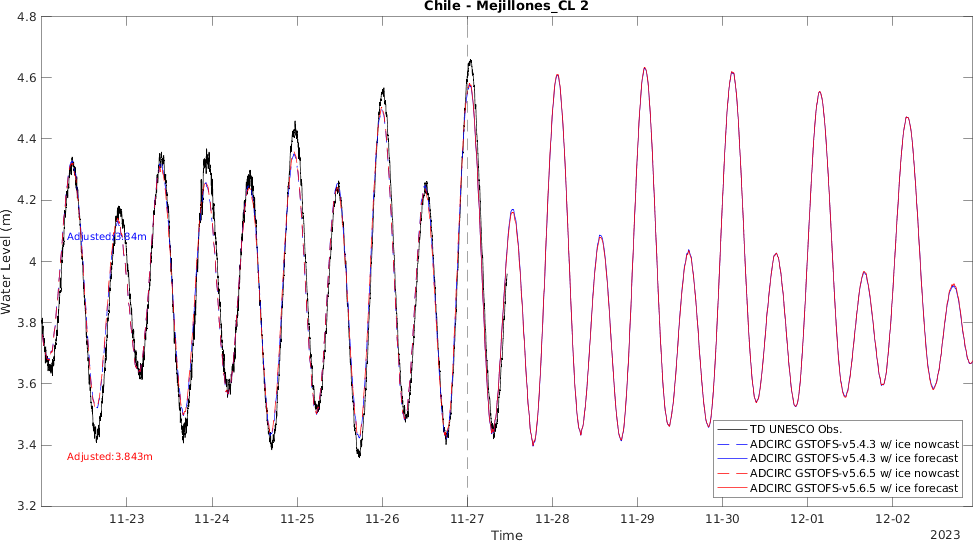 Chile - Mejillones_CL 2
4.8
4.6
4.4
4.2
4
3.8
3.6
3.4
3.2
Water Level (m)
Adjusted:3.84m
Adjusted:3.843m
TD UNESCO Obs.
ADCIRC GSTOFS-v5.4.3 w/ ice nowcast
ADCIRC GSTOFS-v5.4.3 w/ ice forecast
ADCIRC GSTOFS-v5.6.5 w/ ice nowcast
ADCIRC GSTOFS-v5.6.5 w/ ice forecast
11-23 11-24 11-25 11-26 11-27 11-28 11-29 11-30 12-01 12-02
Time
2023